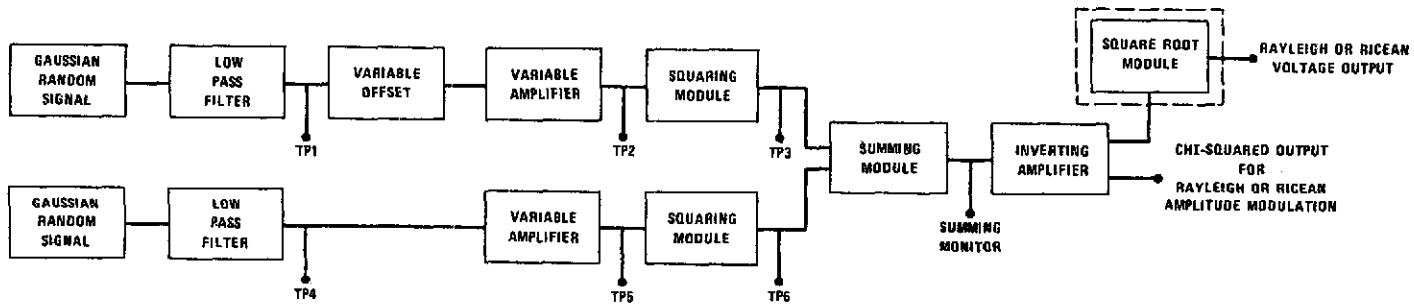 GAUSSIAN
RANDOM
SIGNAL
LOW
PASS
FILTER
VARIABLE
OFFSET
VARIABLE
AMPLIFIER
SQUARING
MODULE
TP1
TP2
TP3
SQUARE ROOT
MODULE
RAYLEIGH OR RICEAN
VOLTAGE OUTPUT
SUMMING
MODULE
INVERTING
AMPLIFIER
CHI-SQUARED OUTPUT
FOR
RAYLEIGH OR RICEAN
AMPLITUDE MODULATION
SUMMING
MONITOR
GAUSSIAN
RANDOM
SIGNAL
LOW
PASS
FILTER
VARIABLE
AMPLIFIER
SQUARING
MODULE
TP4
TP5
TP6